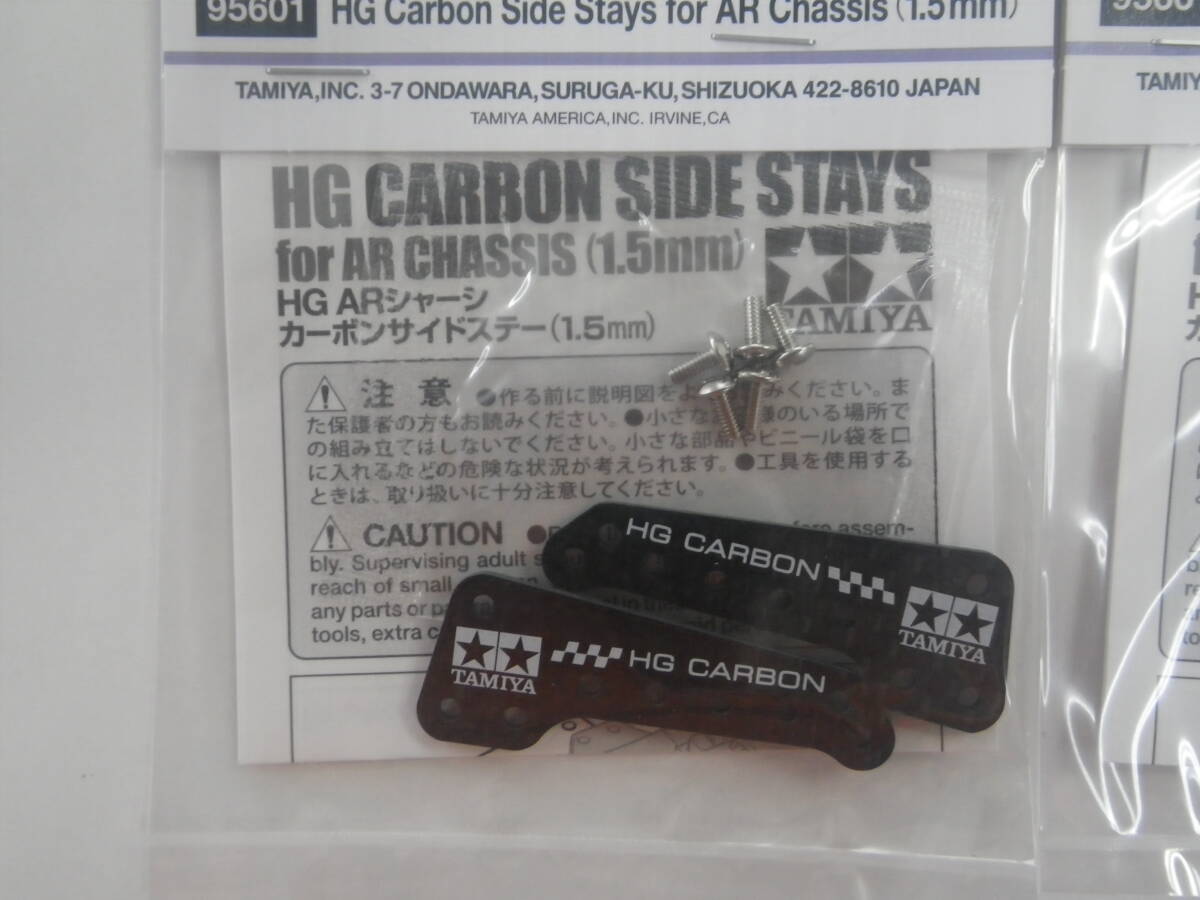 95601 HG Carbon Side Stays for AR Chassis (1.5mm)
TAMIYA,INC. 3-7 ONDAWARA,SURUGA-KU,SHIZUOKA 422-8610 JAPAN
TAMIYA AMERICA,INC. IRVINE,CA
HG CARBON SIDE STAYS
for AR CHASSIS (1.5mm)
HG ARシャーシ
カーボンサイドステー(1.5mm)
TAMIYA
注意 ●作る前に説明図をよ みください。ま
た保護者の方もお読みください。●小さな 様のいる場所で
の組み立てはしないでください。小さな部品やビニール袋を口
に入れるなどの危険な状況が考えられます。●工具を使用する
ときは、取り扱いに十分注意してください。
CAUTION assem-
bly. Supervising adult
reach of small
any parts or
tools, extra
HG CARBON
TAMIYA
TAMIYA
HG CARBON
TAMIY